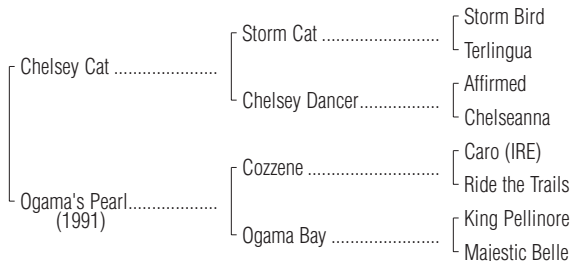 Storm Bird
Storm Cat ........................
Terlingua
Chelsey Cat .....................
Affirmed
Chelsey Dancer................
Chelseanna
Caro (IRE)
Cozzene ..........................
Ride the Trails
Ogama's Pearl..................
(1991)
King Pellinore
Ogama Bay .....................
Majestic Belle